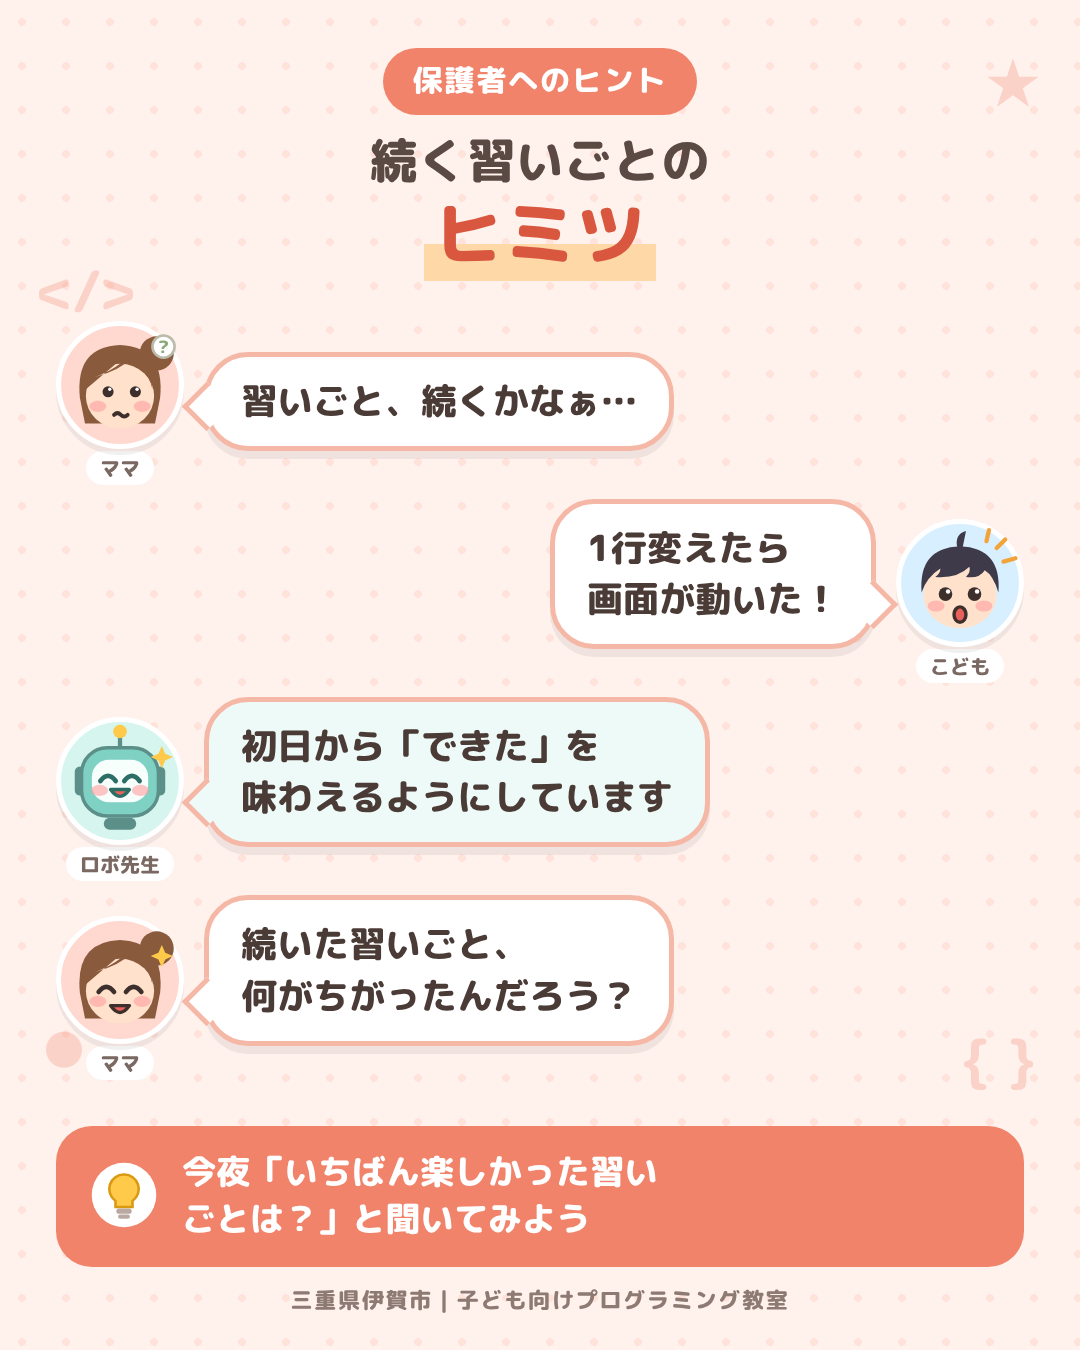 保護者へのヒント
続く習いごとの
ヒミツ
</>
?
習いごと、続くかなぁ…
ママ
1行変えたら
画面が動いた！
こども
初日から「できた」を
味わえるようにしています
ロボ先生
続いた習いごと、
何がちがったんだろう？
ママ
{ }
今夜「いちばん楽しかった習い
ごとは？」と聞いてみよう
三重県伊賀市｜子ども向けプログラミング教室